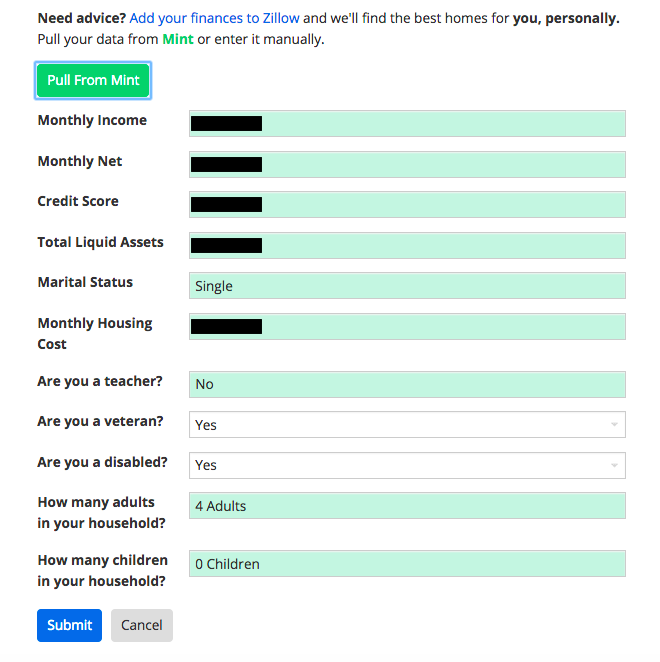 Need advice? Add your finances to Zillow and we'll find the best homes for you, personally.
Pull your data from Mint or enter it manually.
Pull From Mint
Monthly Income
Monthly Net
Credit Score
Total Liquid Assets
Marital Status
Single
Monthly Housing
Cost
Are you a teacher?
No
Are you a veteran?
Yes
Are you a disabled?
Yes
How many adults
in your household?
4 Adults
How many children
in your household?
0 Children
Submit
Cancel